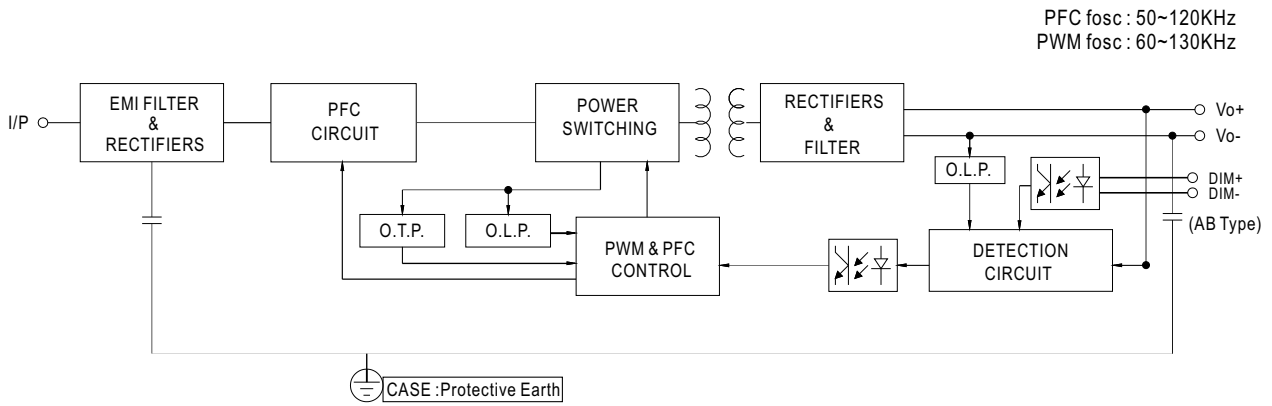 PFC fosc : 50~120KHz
PWM fosc : 60~130KHz
I/P
EMI FILTER
&
RECTIFIERS
PFC
CIRCUIT
POWER
SWITCHING
RECTIFIERS
&
FILTER
Vo+
Vo-
O.L.P.
DIM+
DIM-
(AB Type)
O.T.P.
O.L.P.
PWM & PFC
CONTROL
DETECTION
CIRCUIT
CASE :Protective Earth